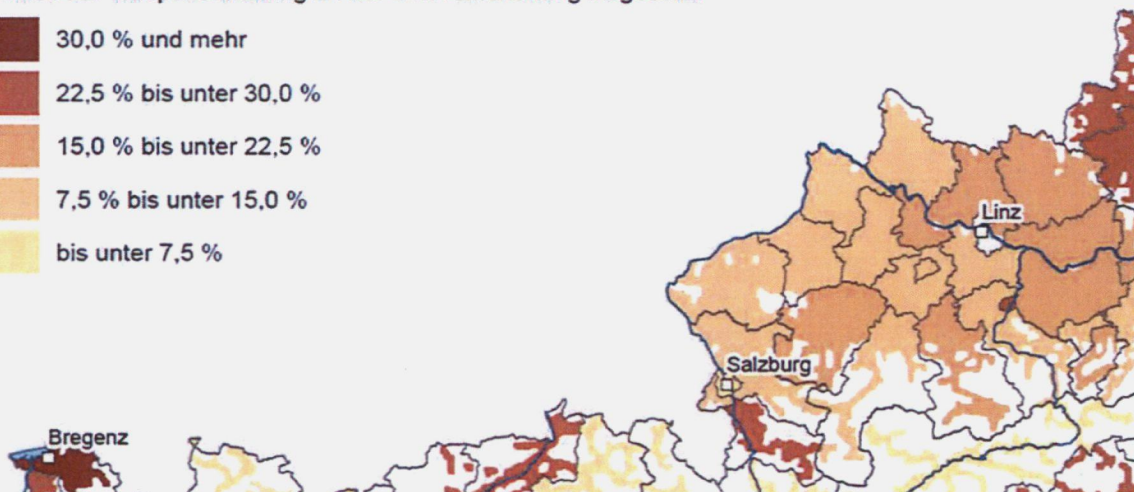 30,0 % und mehr
22,5 % bis unter 30,0 %
15,0 % bis unter 22,5 %
7,5 % bis unter 15,0 %
bis unter 7,5 %
Linz
Salzburg
Bregenz